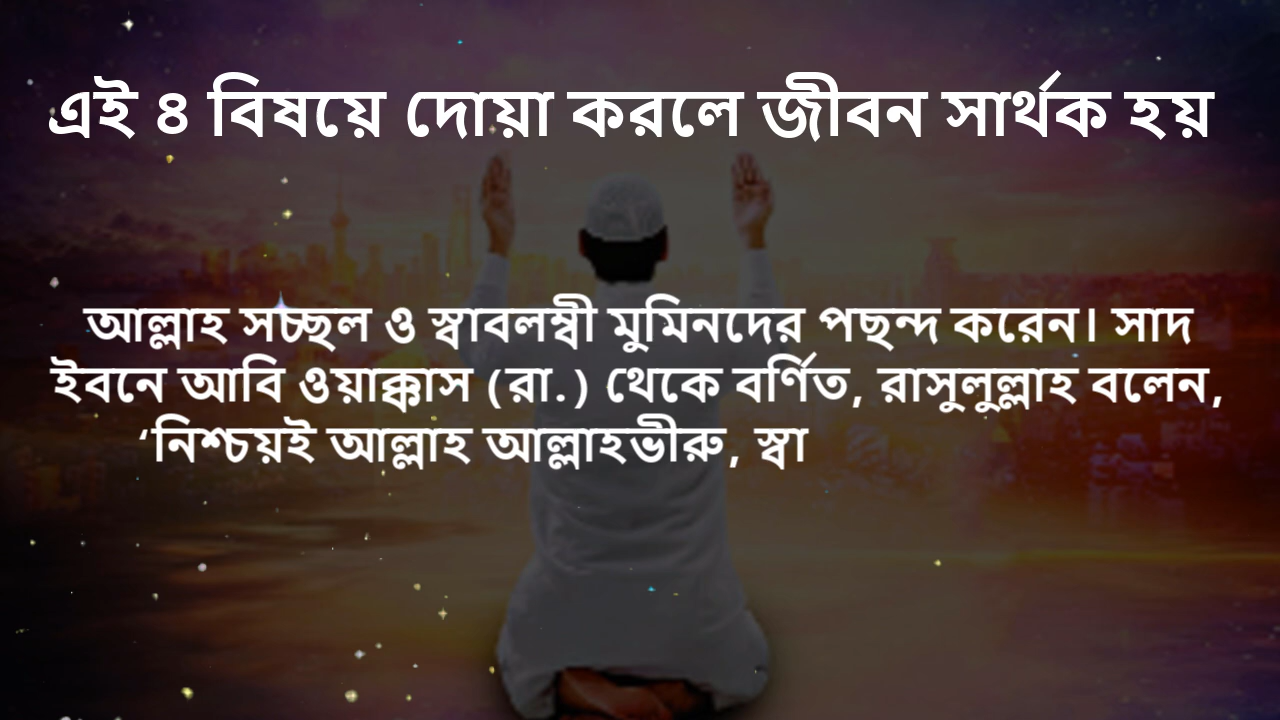 এই ৪ বিষয়ে দোয়া করলে জীবন সার্থক হয়
আল্লাহ সচ্ছল ও স্বাবলম্বী মুমিনদের পছন্দ করেন। সাদ
ইবনে আবি ওয়াক্কাস (রা.) থেকে বর্ণিত, রাসুলুল্লাহ বলেন,
‘নিশ্চয়ই আল্লাহ আল্লাহভীরু, স্বা